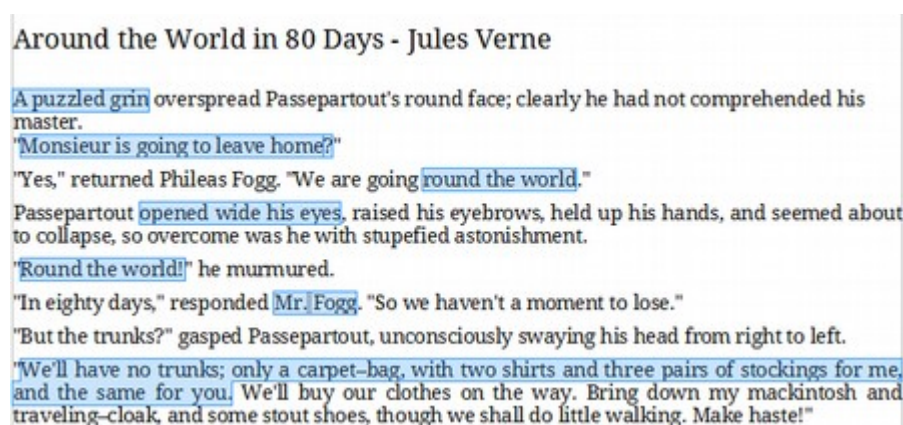 Around the World in 80 Days - Jules Verne
A puzzled grin overspread Passepartout's round face; clearly he had not comprehended his
master.
"Monsieur is going to leave home?"
"Yes," returned Phileas Fogg. "We are going round the world."
Passepartout opened wide his eyes, raised his eyebrows, held up his hands, and seemed about
to collapse, so overcome was he with stupefied astonishment.
"Round the world!" he murmured.
"In eighty days," responded Mr. Fogg. "So we haven't a moment to lose."
"But the trunks?" gasped Passepartout, unconsciously swaying his head from right to left.
"We'll have no trunks; only a carpet–bag, with two shirts and three pairs of stockings for me,
and the same for you. We'll buy our clothes on the way. Bring down my mackintosh and
traveling–cloak, and some stout shoes, though we shall do little walking. Make haste!"